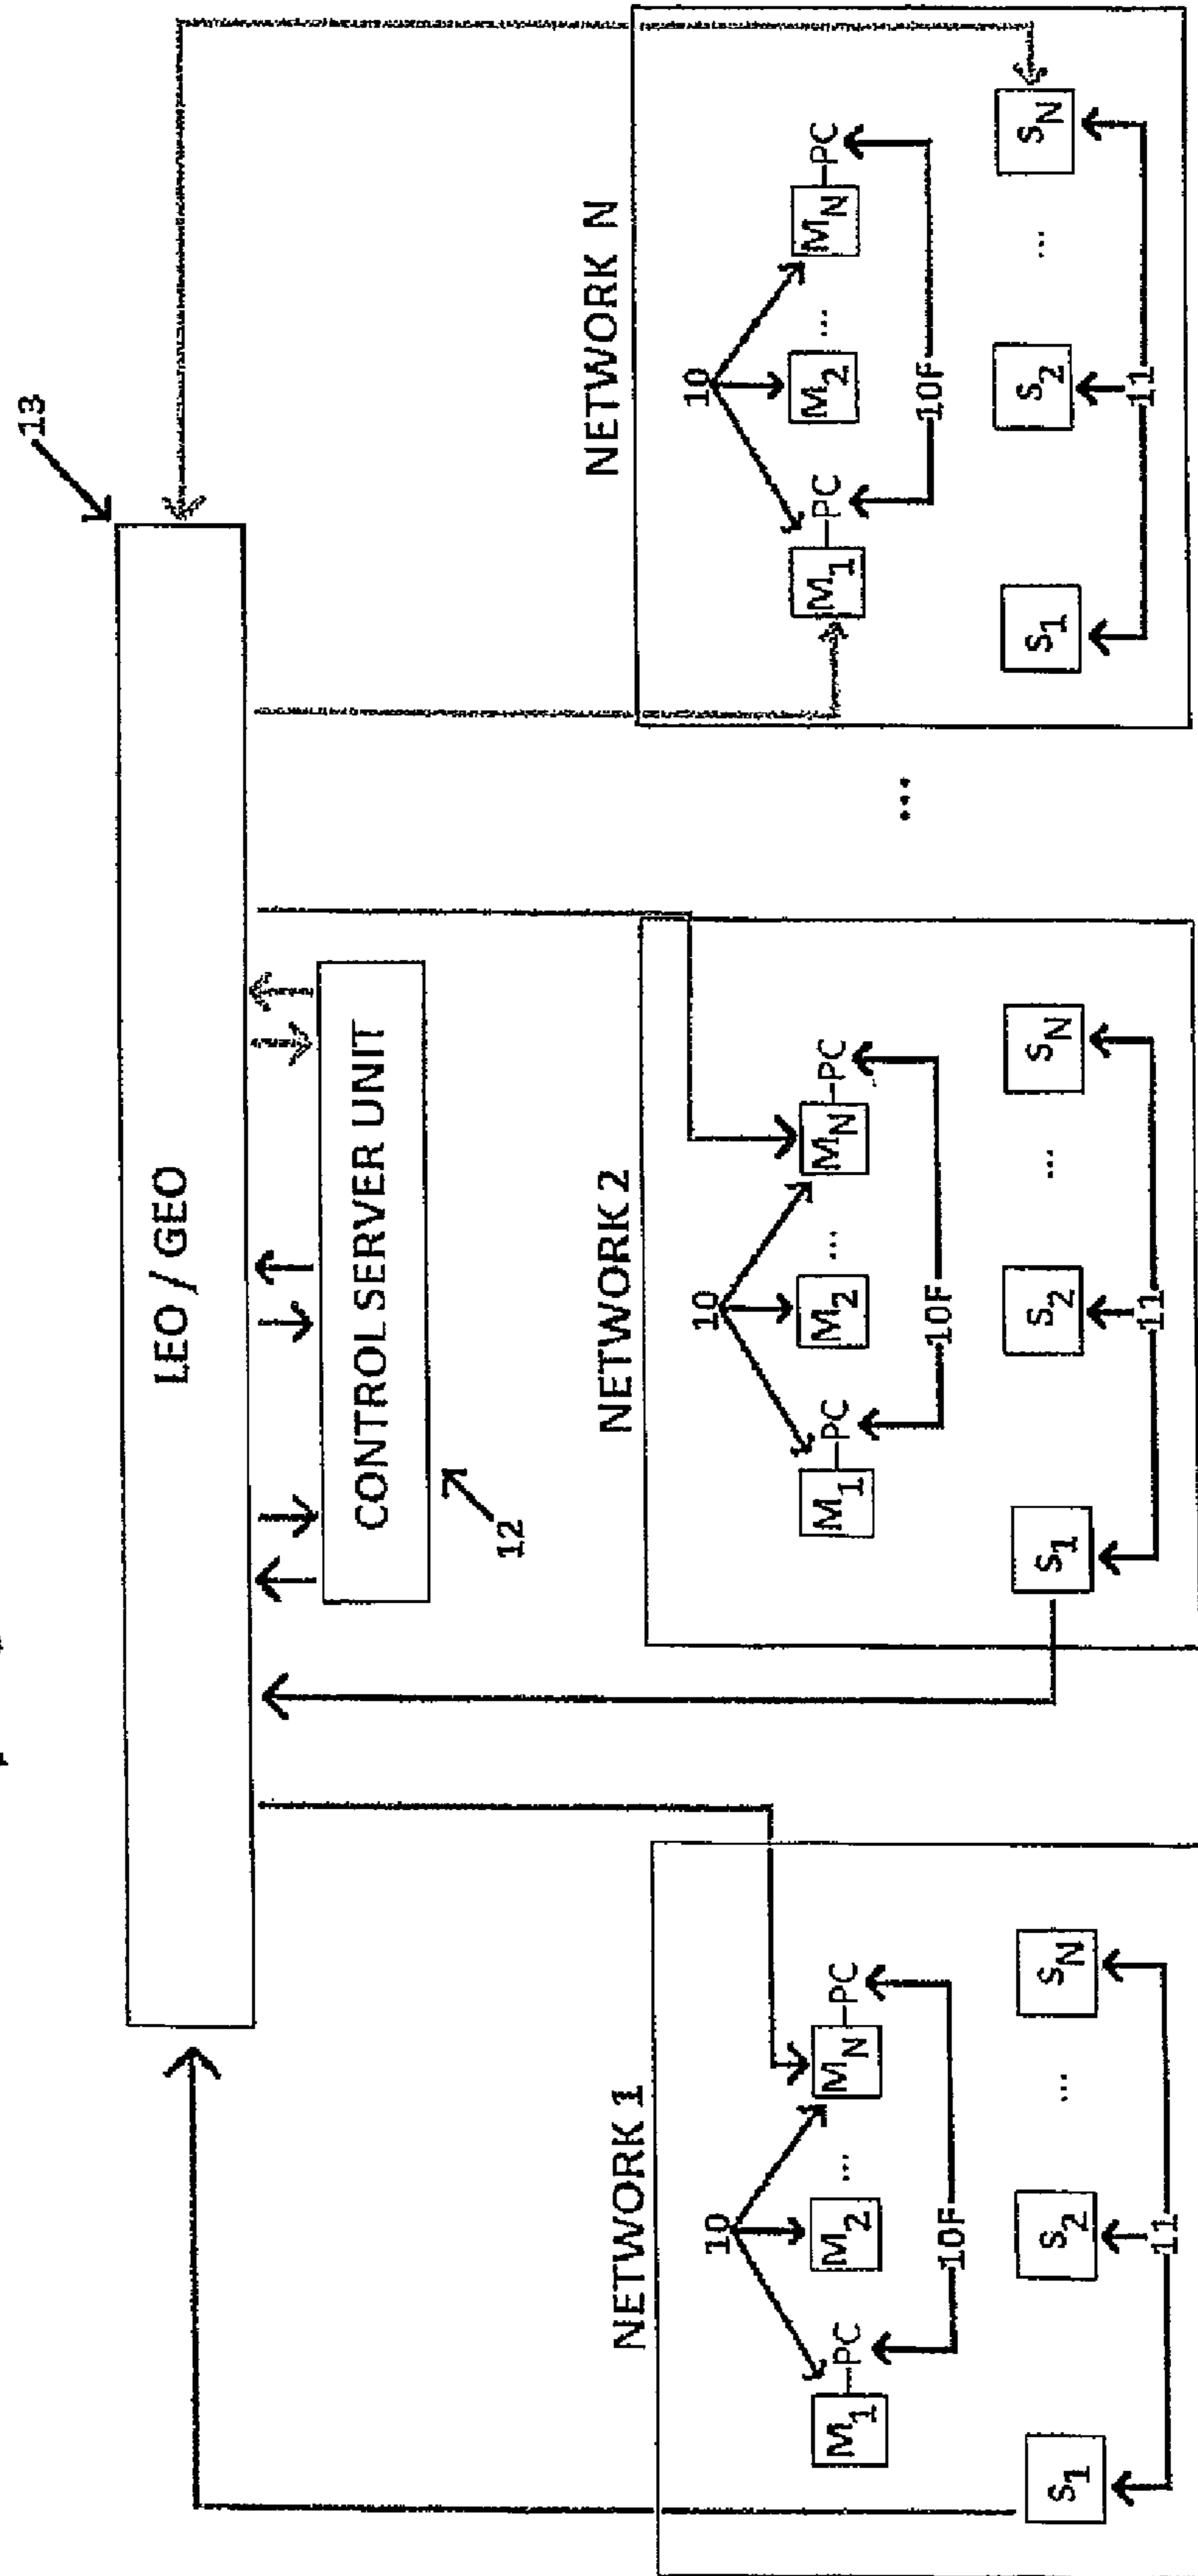 13
LEO / GEO
CONTROL SERVER UNIT
12
NETWORK 1
10
M1 PC M2 ... MN PC
10F
S1 S2 ... SN
11
NETWORK 2
10
M1 PC M2 ... MN PC
10F
S1 S2 ... SN
11
...
NETWORK N
10
M1 PC M2 ... MN PC
10F
S1 S2 ... SN
11